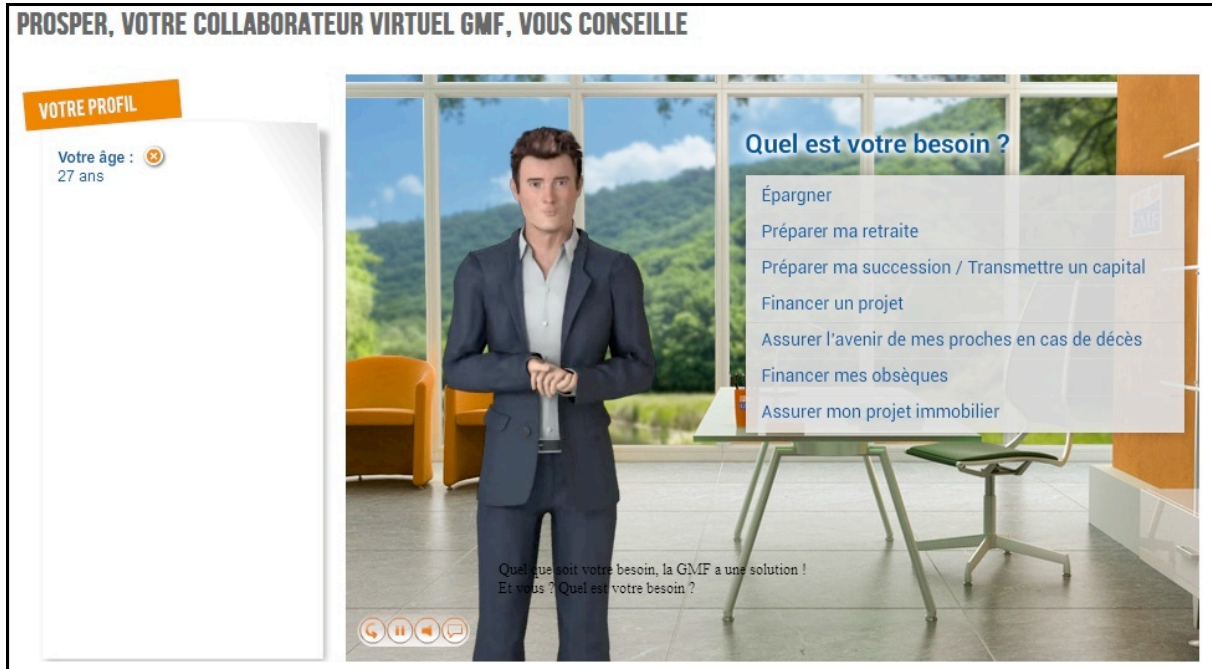 PROSPER, VOTRE COLLABORATEUR VIRTUEL GMF, VOUS CONSEILLE
VOTRE PROFIL
Votre âge :
27 ans
Quel est votre besoin ?
Épargner
Préparer ma retraite
Préparer ma succession / Transmettre un capital
Financer un projet
Assurer l'avenir de mes proches en cas de décès
Financer mes obsèques
Assurer mon projet immobilier
Quel que soit votre besoin, la GMF a une solution !
Et vous ? Quel est votre besoin ?